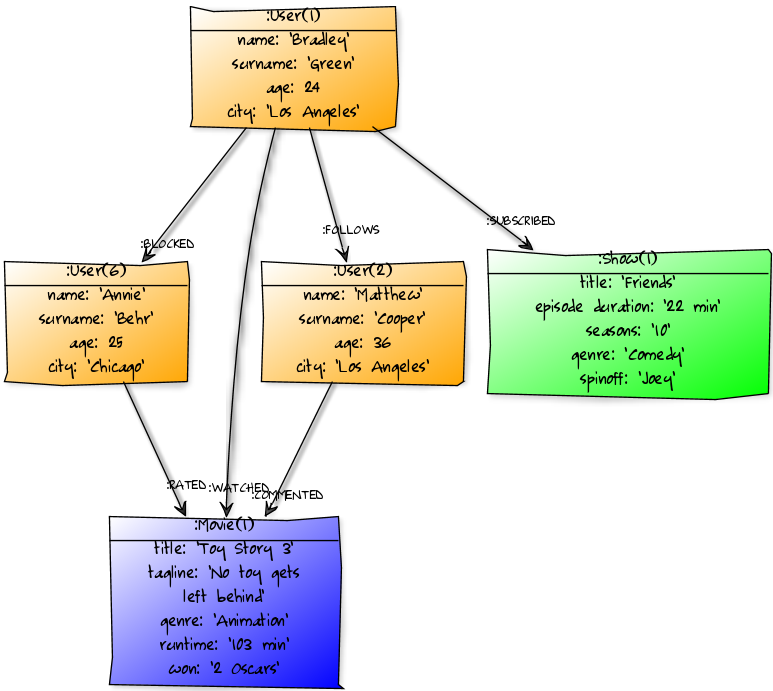 :User(1)
name: 'Bradley'
surname: 'Green'
age: 24
city: 'Los Angeles'
:BLOCKED
:FOLLOWS
:SUBSCRIBED
:User(6)
name: 'Annie'
surname: 'Behr'
age: 25
city: 'Chicago'
:User(2)
name: 'Matthew'
surname: 'Cooper'
age: 36
city: 'Los Angeles'
:Show(1)
title: 'Friends'
episode duration: '22 min'
seasons: '10'
genre: 'Comedy'
spinoff: 'Joey'
:RATED
:WATCHED
:COMMENTED
:Movie(1)
title: 'Toy Story 3'
tagline: 'No toy gets
left behind'
genre: 'Animation'
runtime: '103 min'
won: '2 Oscars'